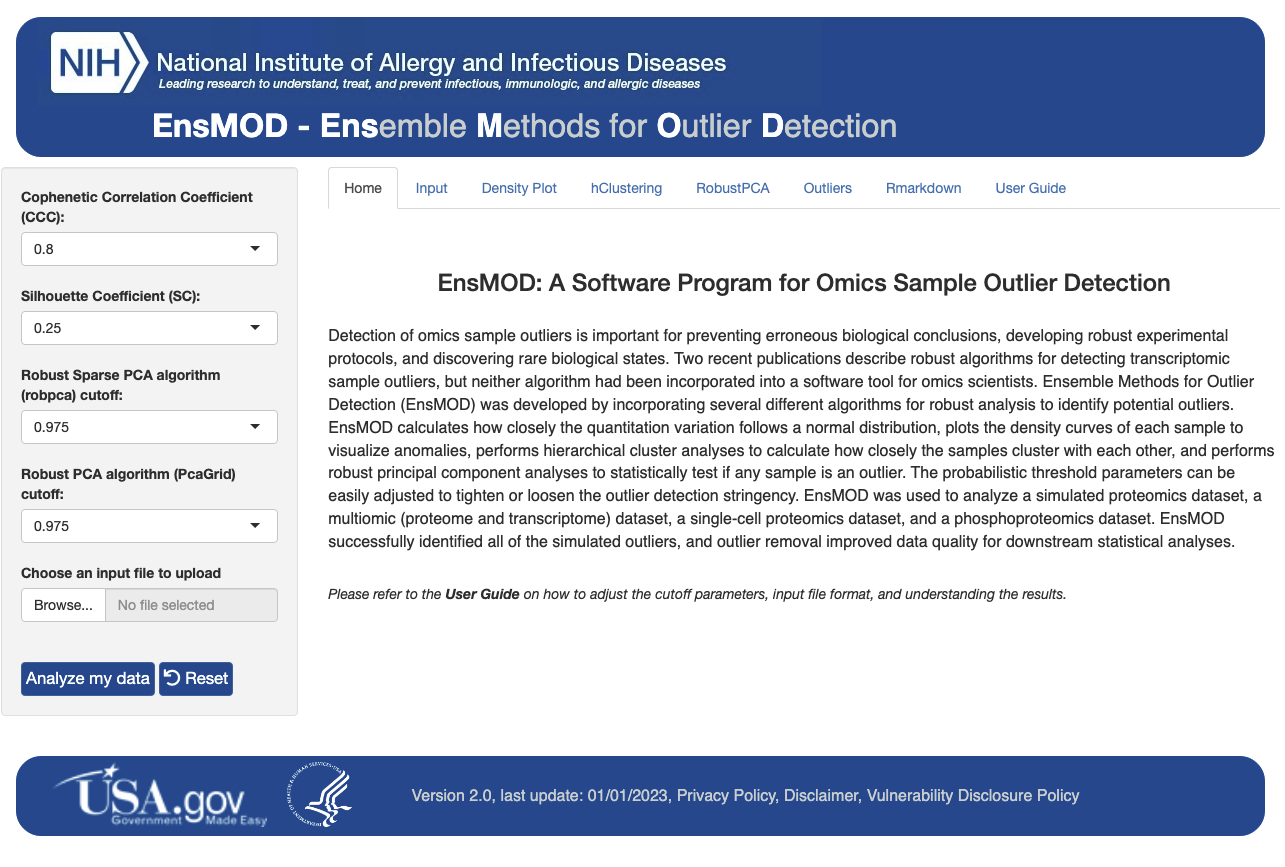 NIH
National Institute of Allergy and Infectious Diseases
Leading research to understand, treat, and prevent infectious, immunologic, and allergic diseases
EnsMOD - Ensemble Methods for Outlier Detection
Cophenetic Correlation Coefficient
(CCC):
0.8
Silhouette Coefficient (SC):
0.25
Robust Sparse PCA algorithm
(robpca) cutoff:
0.975
Robust PCA algorithm (PcaGrid)
cutoff:
0.975
Choose an input file to upload
Browse... No file selected
Analyze my data Reset
Home Input Density Plot hClustering RobustPCA Outliers Rmarkdown User Guide
EnsMOD: A Software Program for Omics Sample Outlier Detection
Detection of omics sample outliers is important for preventing erroneous biological conclusions, developing robust experimental
protocols, and discovering rare biological states. Two recent publications describe robust algorithms for detecting transcriptomic
sample outliers, but neither algorithm had been incorporated into a software tool for omics scientists. Ensemble Methods for Outlier
Detection (EnsMOD) was developed by incorporating several different algorithms for robust analysis to identify potential outliers.
EnsMOD calculates how closely the quantitation variation follows a normal distribution, plots the density curves of each sample to
visualize anomalies, performs hierarchical cluster analyses to calculate how closely the samples cluster with each other, and performs
robust principal component analyses to statistically test if any sample is an outlier. The probabilistic threshold parameters can be
easily adjusted to tighten or loosen the outlier detection stringency. EnsMOD was used to analyze a simulated proteomics dataset, a
multiomic (proteome and transcriptome) dataset, a single-cell proteomics dataset, and a phosphoproteomics dataset. EnsMOD
successfully identified all of the simulated outliers, and outlier removal improved data quality for downstream statistical analyses.
Please refer to the User Guide on how to adjust the cutoff parameters, input file format, and understanding the results.
USA.gov
Government Made Easy
DEPARTMENT OF HEALTH & HUMAN SERVICES · USA
Version 2.0, last update: 01/01/2023, Privacy Policy, Disclaimer, Vulnerability Disclosure Policy